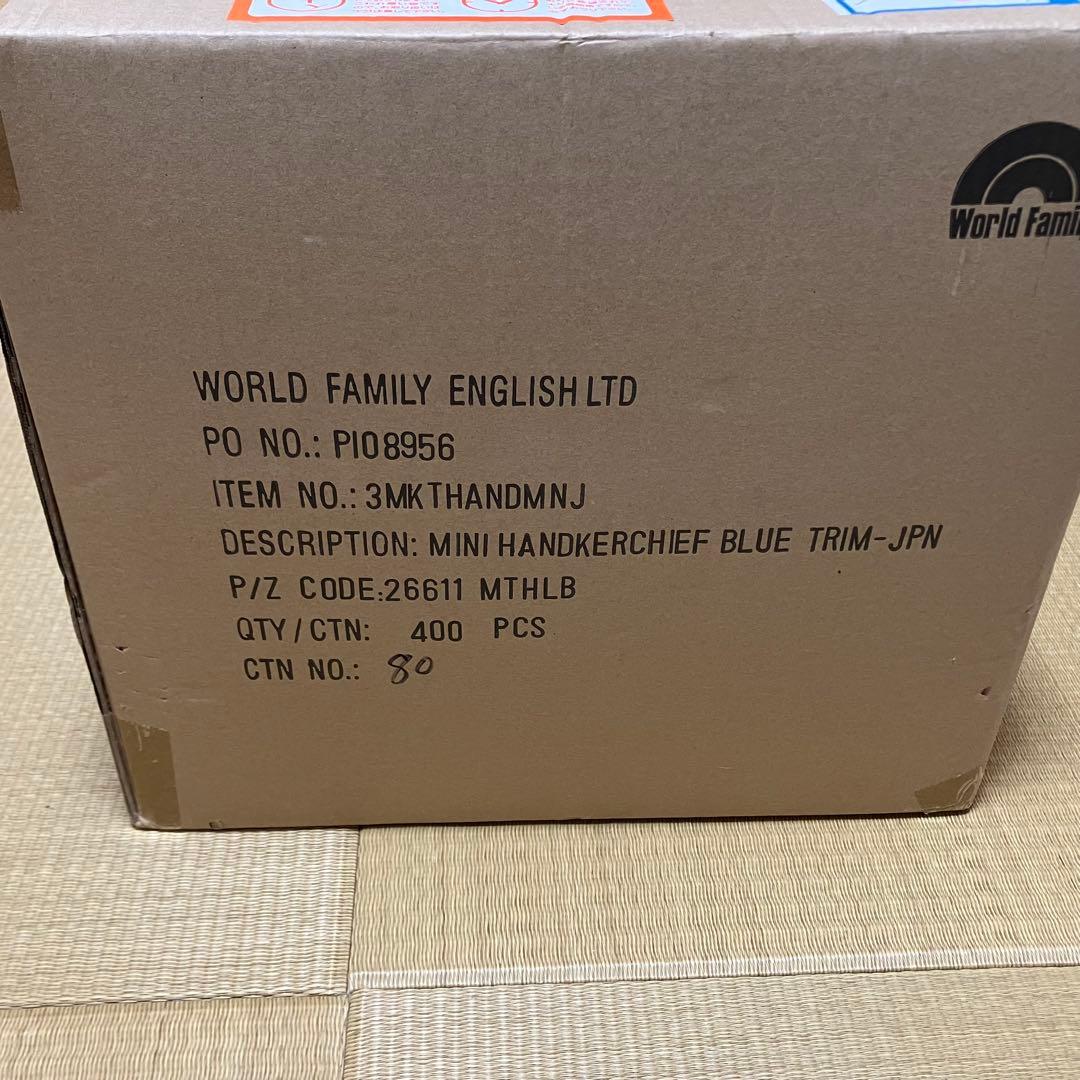 World Fami
WORLD FAMILY ENGLISH LTD
PO NO.: PI08956
ITEM NO.: 3MKTHANDMNJ
DESCRIPTION: MINI HANDKERCHIEF BLUE TRIM-JPN
P/Z CODE:26611 MTHLB
QTY/CTN: 400 PCS
CTN NO.: 80